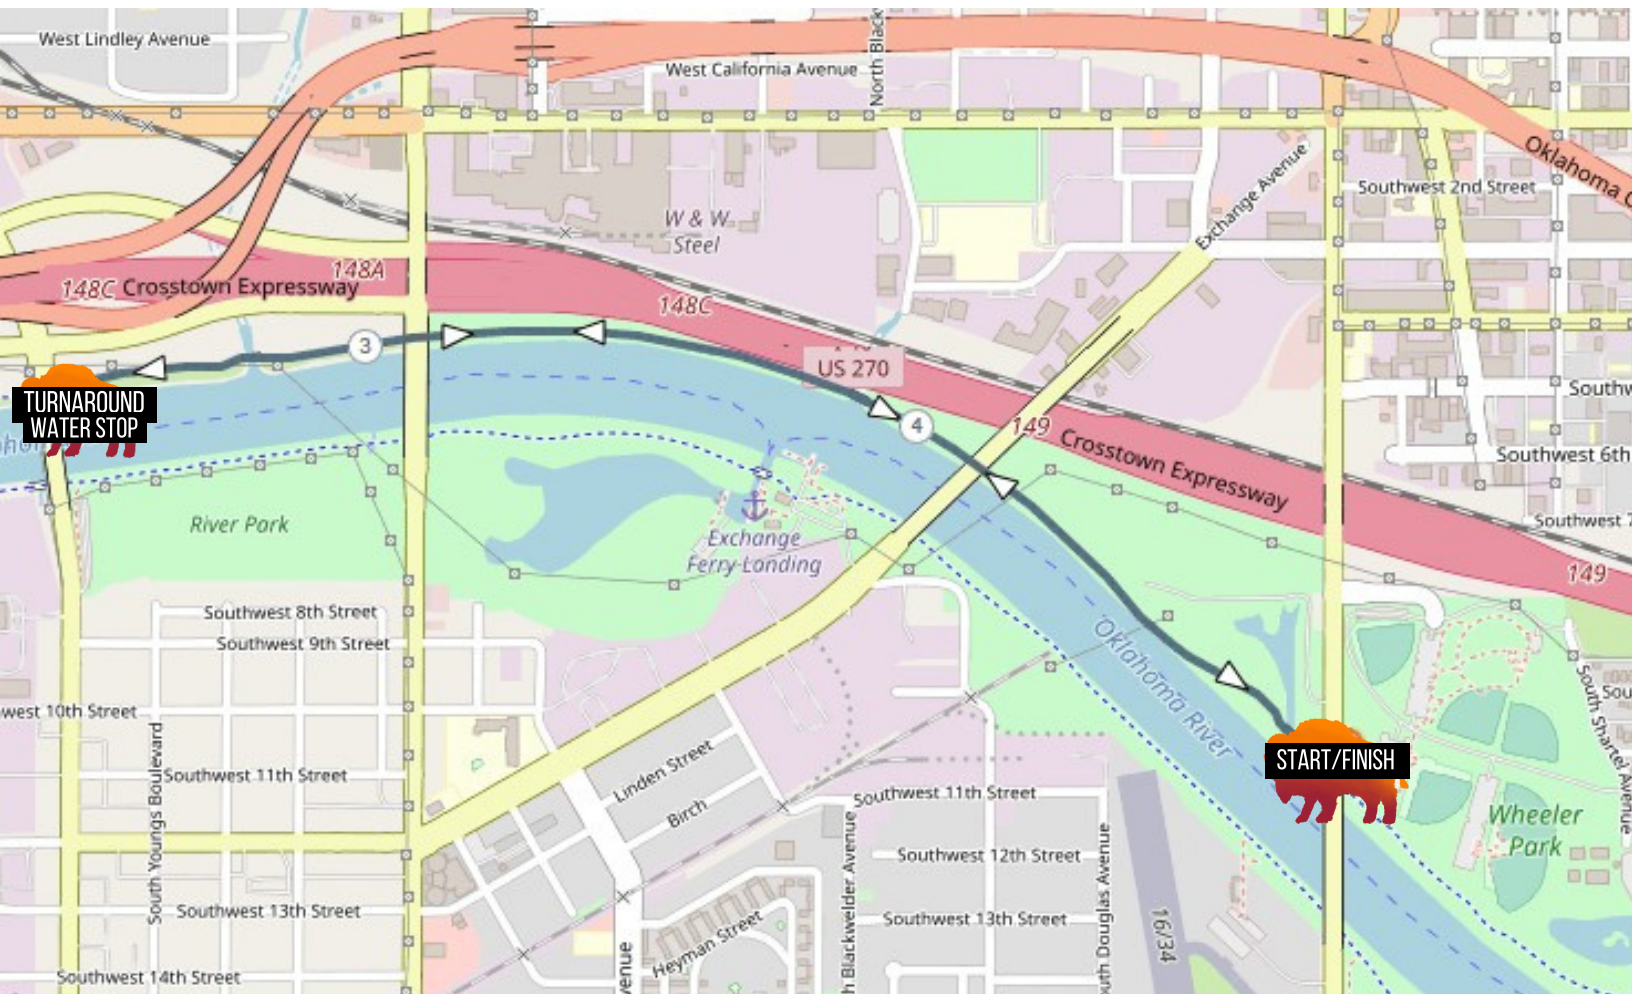 West Lindley Avenue
West California Avenue
North Black
Oklahoma C
Southwest 2nd Street
Exchange Avenue
W & W
Steel
148A
148C Crosstown Expressway
148C
3
US 270
4
149
Crosstown Expressway
TURNAROUND
WATER STOP
Southw
Southwest 6th
Southwest 7
149
River Park
Exchange
Ferry Landing
Southwest 8th Street
Southwest 9th Street
west 10th Street
Southwest 11th Street
South Youngs Boulevard
Southwest 13th Street
Southwest 14th Street
Oklahoma River
START/FINISH
Wheeler
Park
South Shartel Avenue
Sou
Linden Street
Birch
Southwest 11th Street
Southwest 12th Street
Southwest 13th Street
Heyman Street
venue
h Blackwelder Avenue
outh Douglas Avenue
16/34